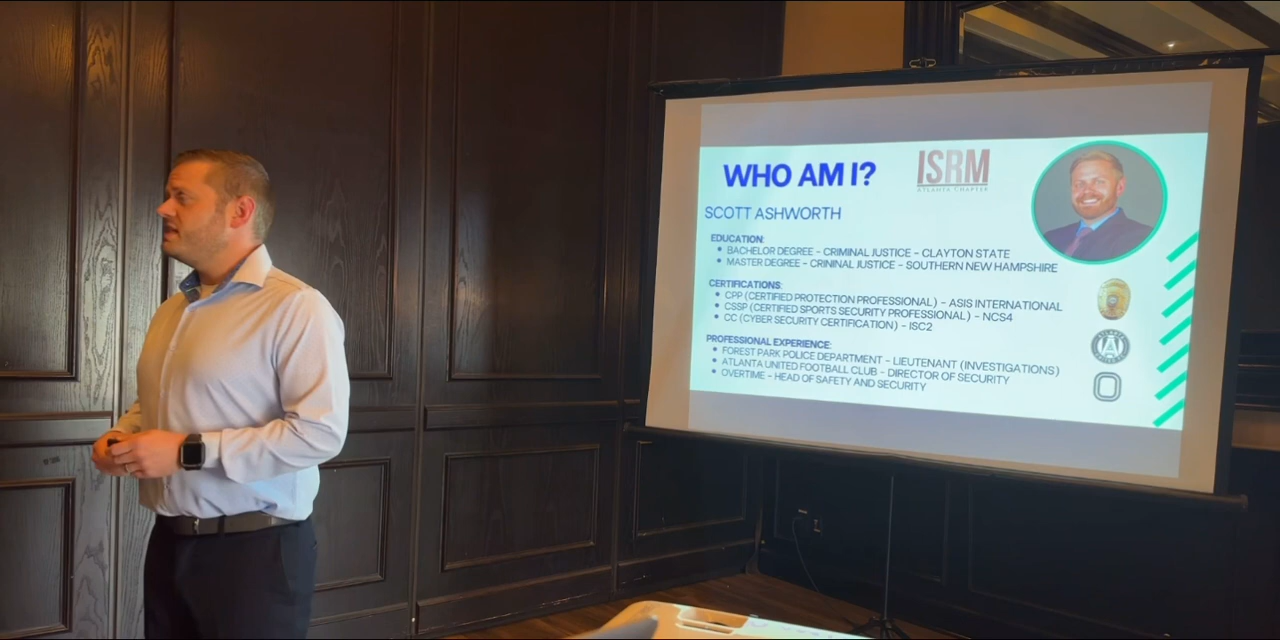 WHO AM I?
ISRM
ATLANTA CHAPTER
SCOTT ASHWORTH
EDUCATION:
• BACHELOR DEGREE - CRIMINAL JUSTICE - CLAYTON STATE
• MASTER DEGREE - CRININAL JUSTICE - SOUTHERN NEW HAMPSHIRE
CERTIFICATIONS:
• CPP (CERTIFIED PROTECTION PROFESSIONAL) - ASIS INTERNATIONAL
• CSSP (CERTIFIED SPORTS SECURITY PROFESSIONAL) - NCS4
• CC (CYBER SECURITY CERTIFICATION) - ISC2
PROFESSIONAL EXPERIENCE:
• FOREST PARK POLICE DEPARTMENT - LIEUTENANT (INVESTIGATIONS)
• ATLANTA UNITED FOOTBALL CLUB - DIRECTOR OF SECURITY
• OVERTIME - HEAD OF SAFETY AND SECURITY